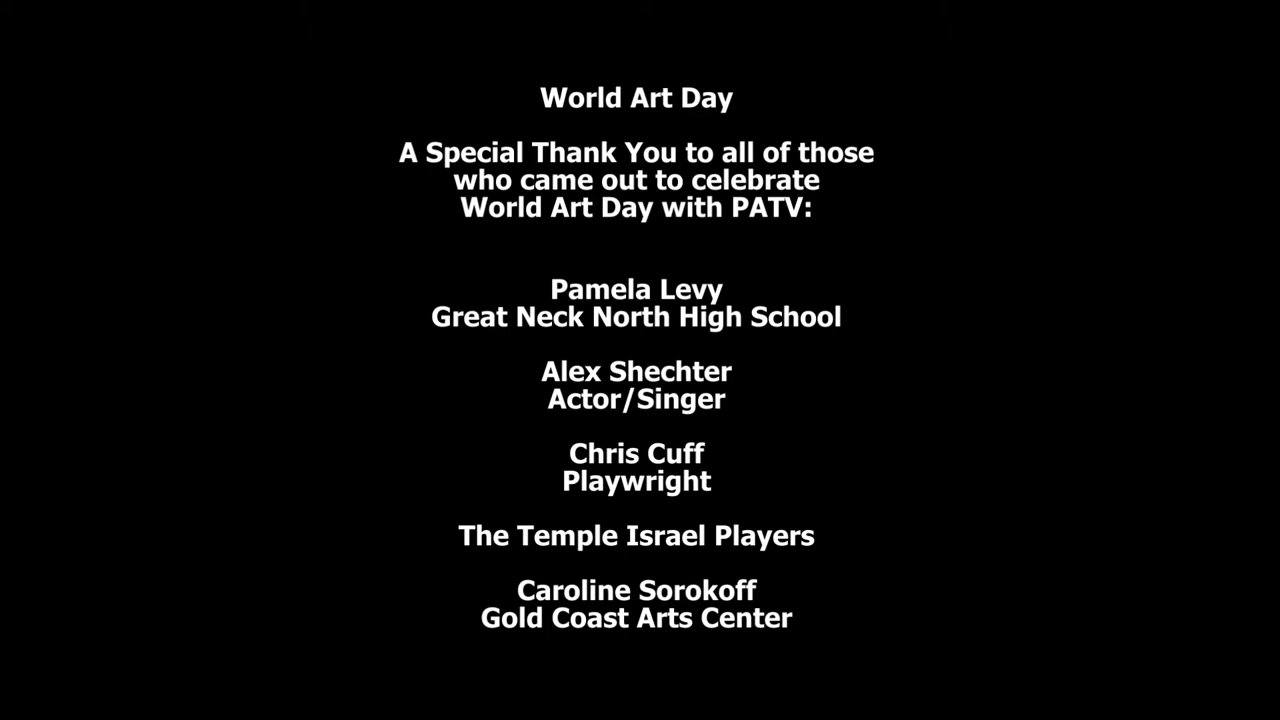 World Art Day
A Special Thank You to all of those
who came out to celebrate
World Art Day with PATV:
Pamela Levy
Great Neck North High School
Alex Shechter
Actor/Singer
Chris Cuff
Playwright
The Temple Israel Players
Caroline Sorokoff
Gold Coast Arts Center